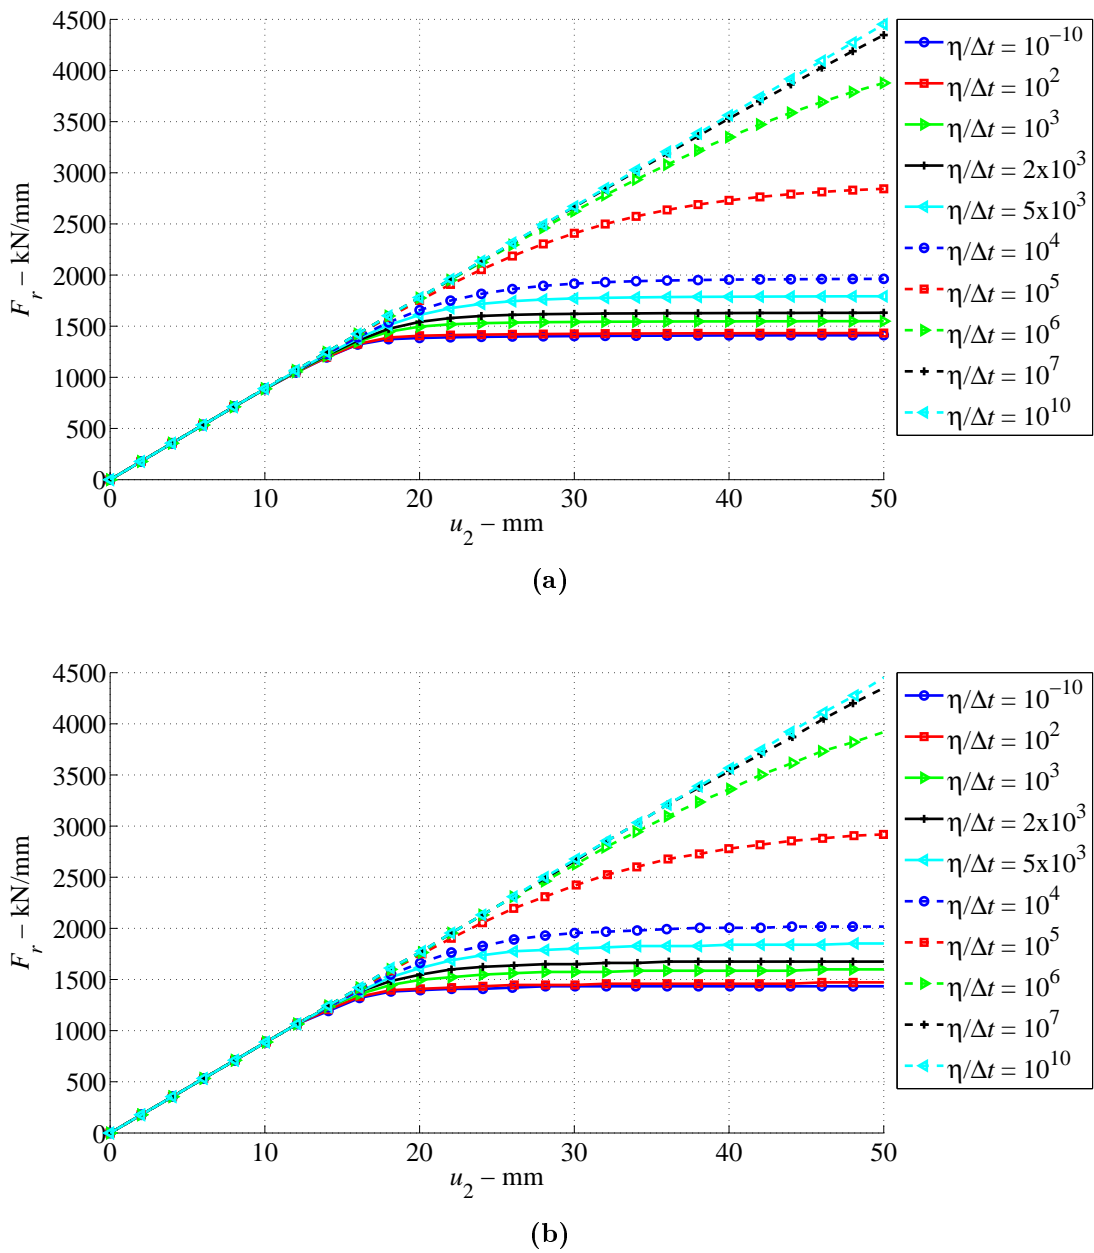 4500
4000
3500
3000
2500
2000
1500
1000
500
0
F_r – kN/mm
0 10 20 30 40 50
u_2 – mm
η/Δt = 10^{-10}
η/Δt = 10^2
η/Δt = 10^3
η/Δt = 2x10^3
η/Δt = 5x10^3
η/Δt = 10^4
η/Δt = 10^5
η/Δt = 10^6
η/Δt = 10^7
η/Δt = 10^{10}
(a)
4500
4000
3500
3000
2500
2000
1500
1000
500
0
F_r – kN/mm
0 10 20 30 40 50
u_2 – mm
η/Δt = 10^{-10}
η/Δt = 10^2
η/Δt = 10^3
η/Δt = 2x10^3
η/Δt = 5x10^3
η/Δt = 10^4
η/Δt = 10^5
η/Δt = 10^6
η/Δt = 10^7
η/Δt = 10^{10}
(b)